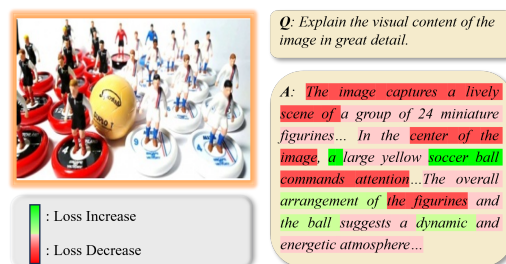 Q: Explain the visual content of the
image in great detail.
A: The image captures a lively
scene of a group of 24 miniature
figurines… In the center of the
image, a large yellow soccer ball
commands attention…The overall
arrangement of the figurines and
the ball suggests a dynamic and
energetic atmosphere…
: Loss Increase
: Loss Decrease